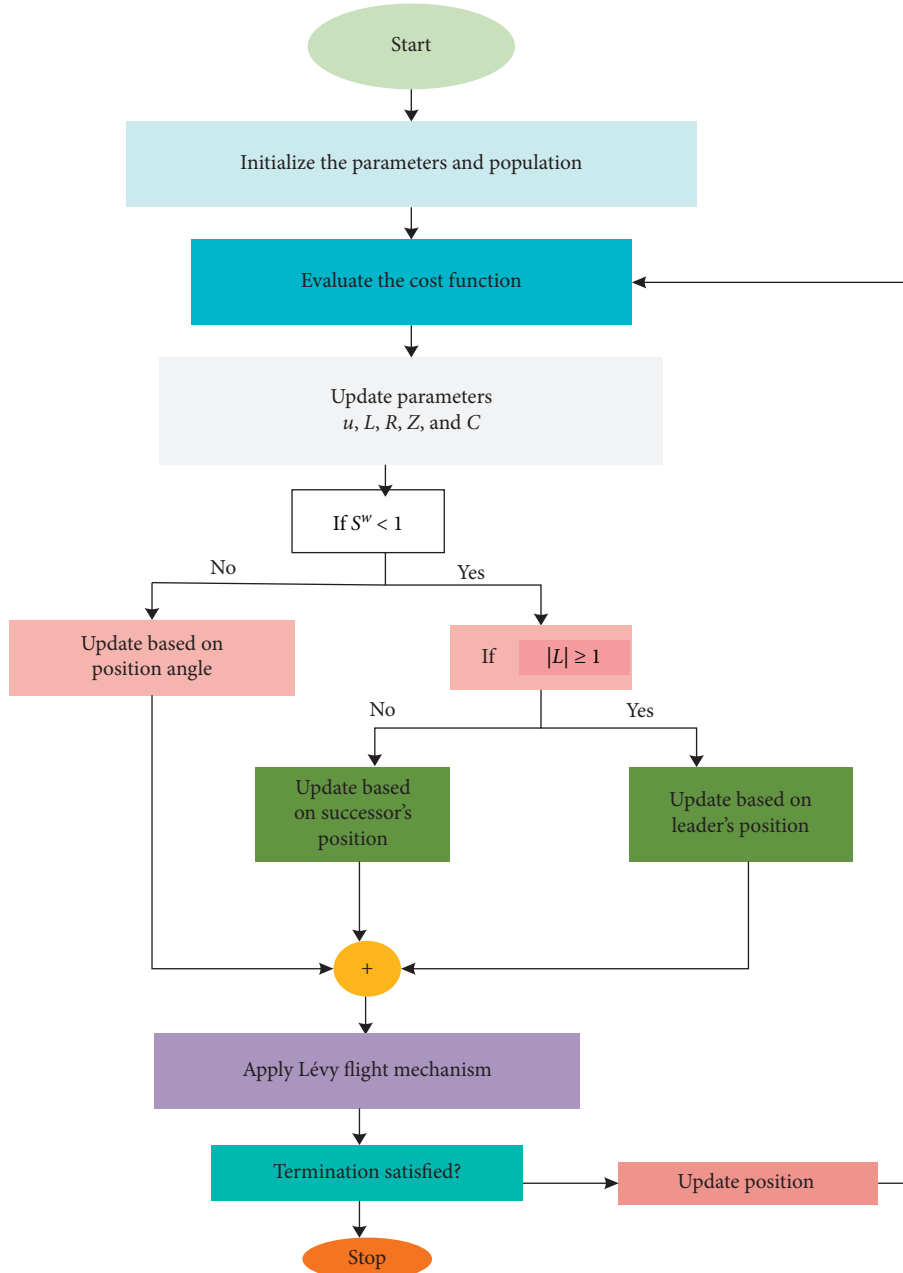 Start
Initialize the parameters and population
Evaluate the cost function
Update parameters
u, L, R, Z, and C
If Sʷ < 1
No
Yes
Update based on
position angle
If |L| ≥ 1
No
Yes
Update based
on successor's
position
Update based on
leader's position
+
Apply Lévy flight mechanism
Termination satisfied?
Update position
Stop